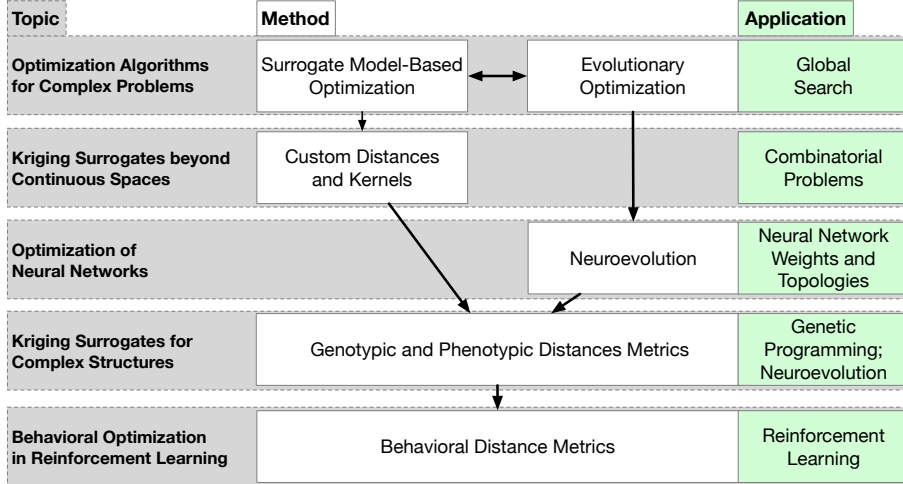 Topic
Method
Application
Optimization Algorithms
for Complex Problems
Surrogate Model-Based
Optimization
Evolutionary
Optimization
Global
Search
Kriging Surrogates beyond
Continuous Spaces
Custom Distances
and Kernels
Combinatorial
Problems
Optimization of
Neural Networks
Neuroevolution
Neural Network
Weights and
Topologies
Kriging Surrogates for
Complex Structures
Genotypic and Phenotypic Distances Metrics
Genetic
Programming;
Neuroevolution
Behavioral Optimization
in Reinforcement Learning
Behavioral Distance Metrics
Reinforcement
Learning